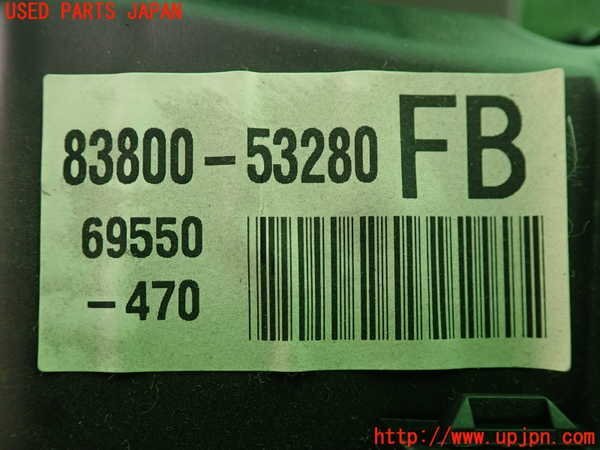 USED PARTS JAPAN
83800-53280 FB
69550
-470
http://www.upjpn.com/